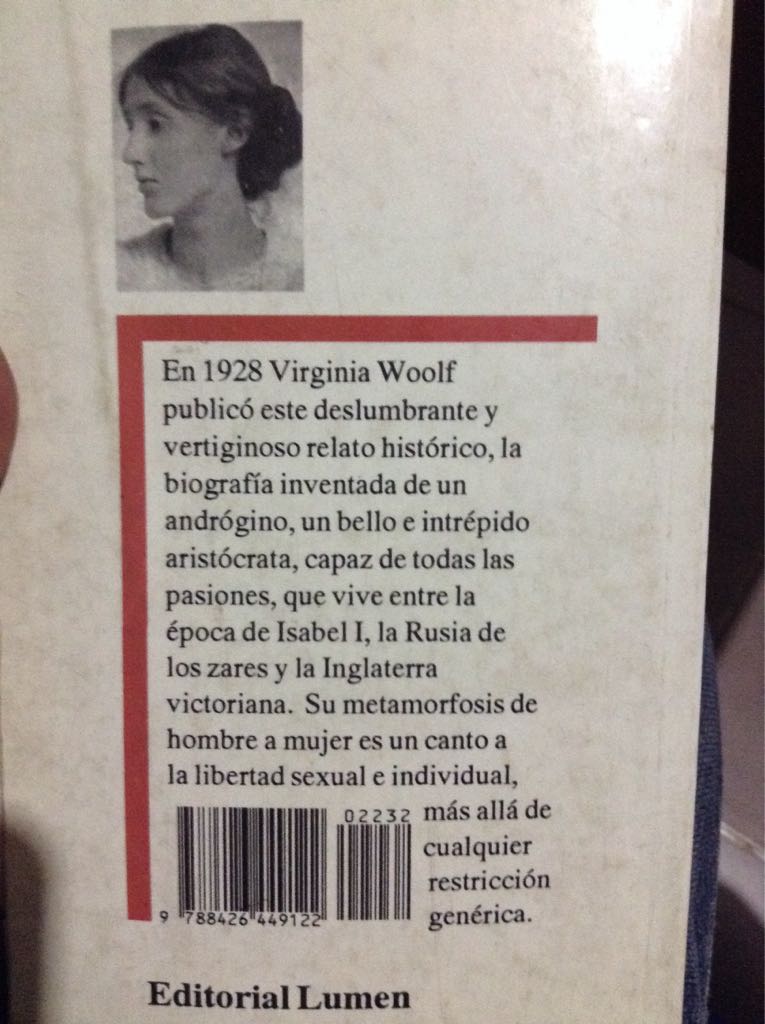 En 1928 Virginia Woolf
publicó este deslumbrante y
vertiginoso relato histórico, la
biografía inventada de un
andrógino, un bello e intrépido
aristócrata, capaz de todas las
pasiones, que vive entre la
época de Isabel I, la Rusia de
los zares y la Inglaterra
victoriana. Su metamorfosis de
hombre a mujer es un canto a
la libertad sexual e individual,
más allá de
cualquier
restricción
genérica.
02232
9 788426 449122
Editorial Lumen